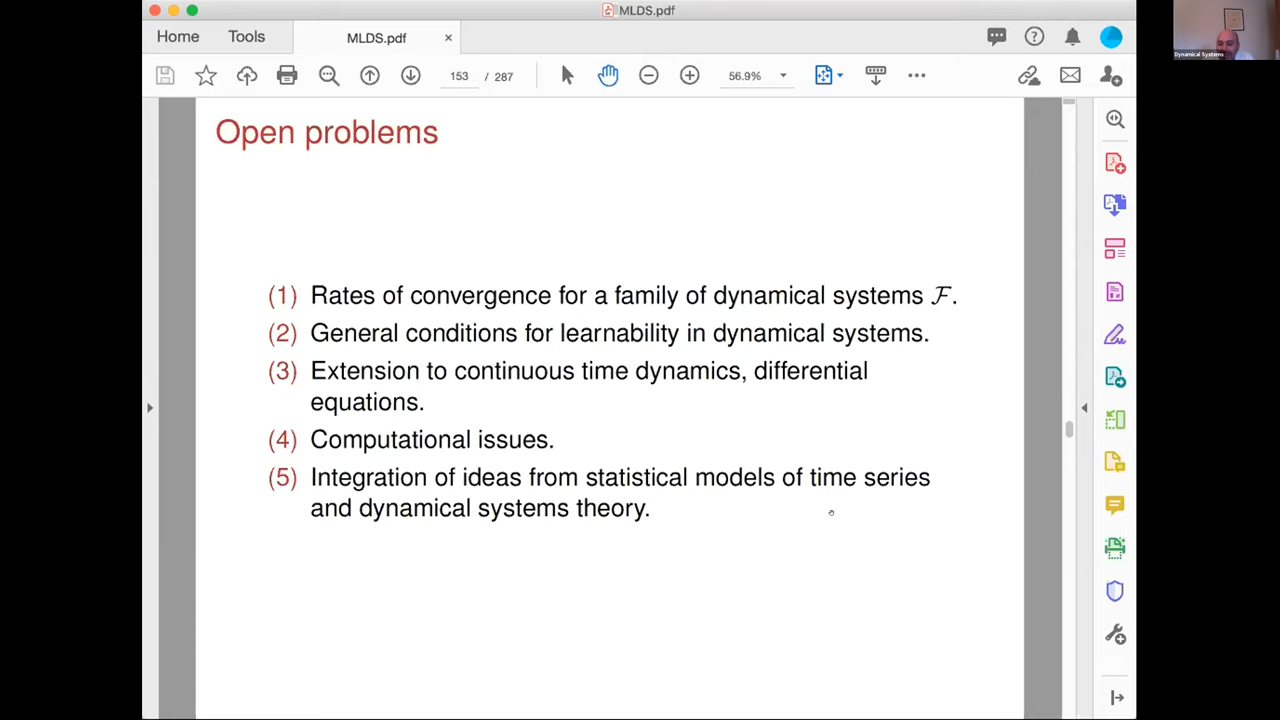 MLDS.pdf
Home
Tools
MLDS.pdf
153 / 287
56.9%
Dynamical Systems
Open problems
(1) Rates of convergence for a family of dynamical systems ℱ.
(2) General conditions for learnability in dynamical systems.
(3) Extension to continuous time dynamics, differential
equations.
(4) Computational issues.
(5) Integration of ideas from statistical models of time series
and dynamical systems theory.